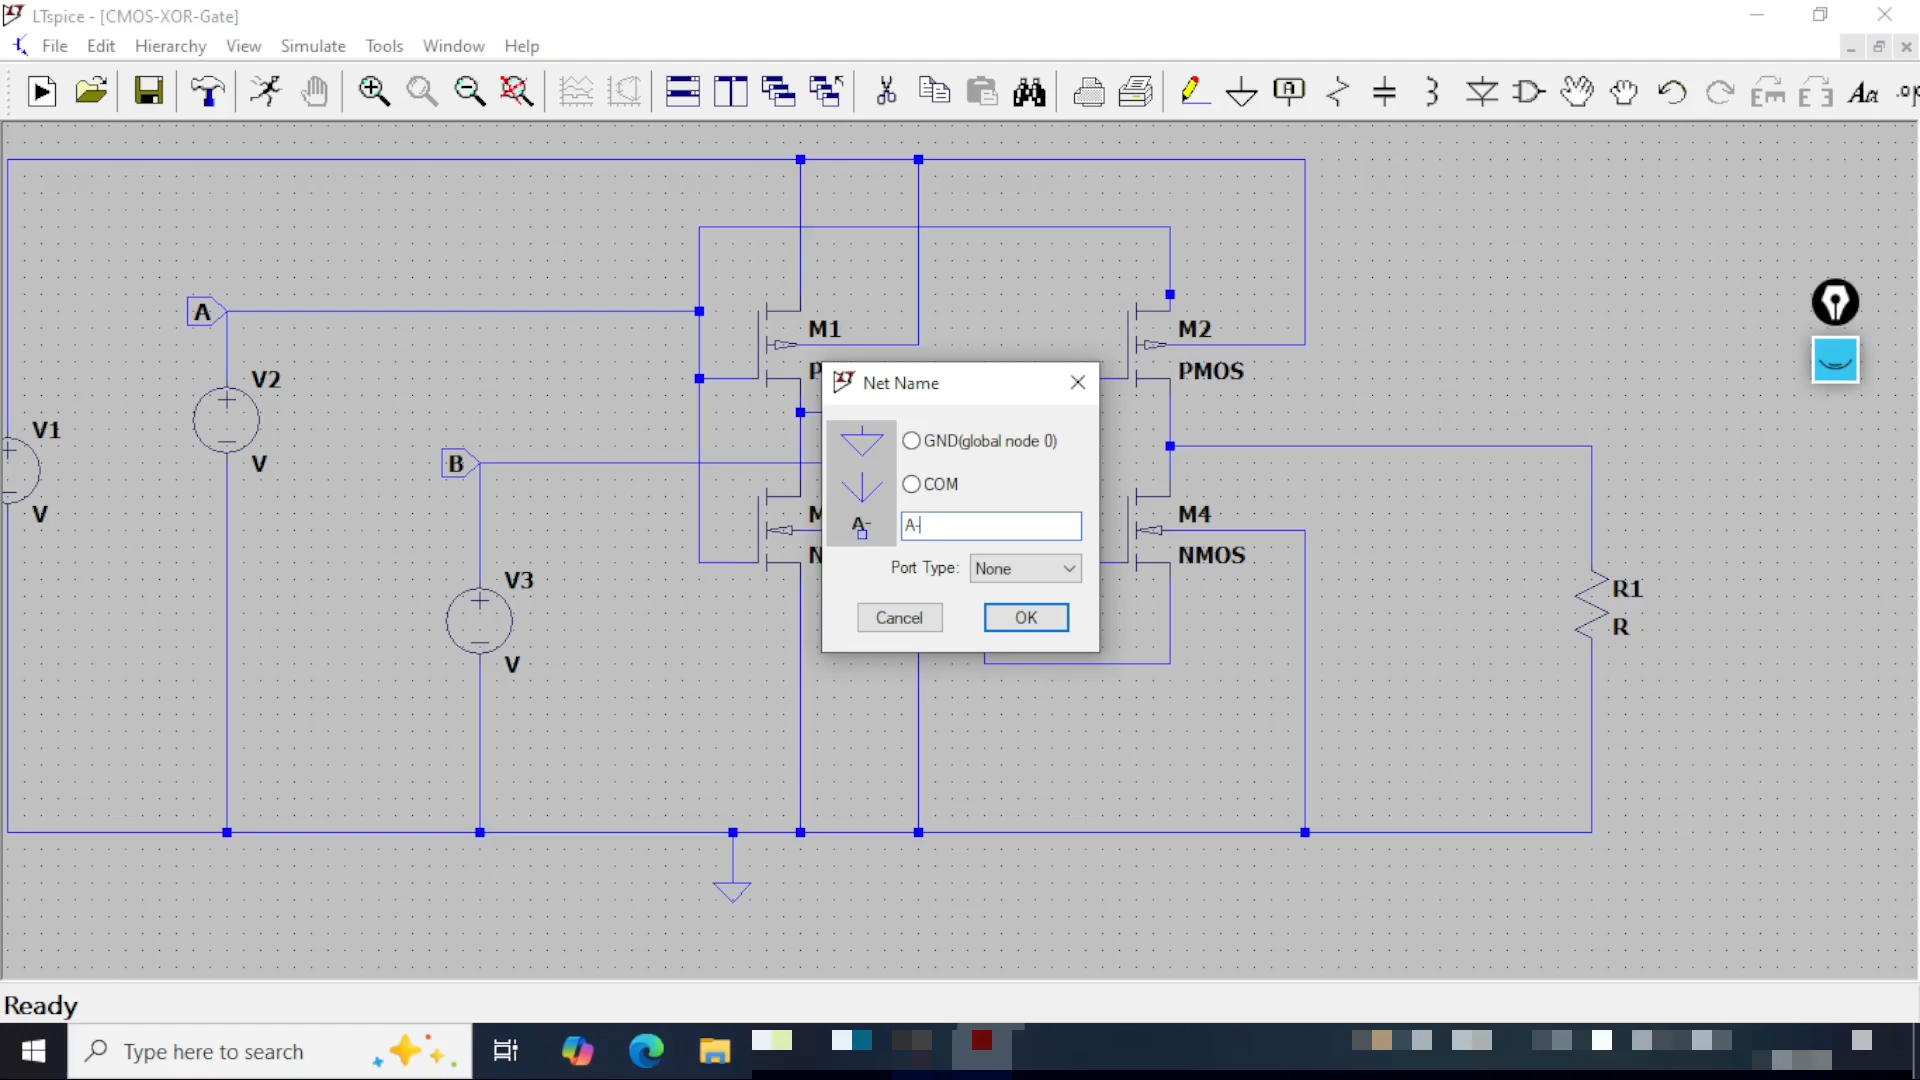 LTspice - [CMOS-XOR-Gate]
File Edit Hierarchy View Simulate Tools Window Help
A
Aa
.op
A
M1
M2
P
PMOS
V2
V
V1
V
B
M
N
M4
NMOS
V3
V
R1
R
Net Name
GND(global node 0)
COM
A-
A-
Port Type: None
Cancel OK
Ready
Type here to search